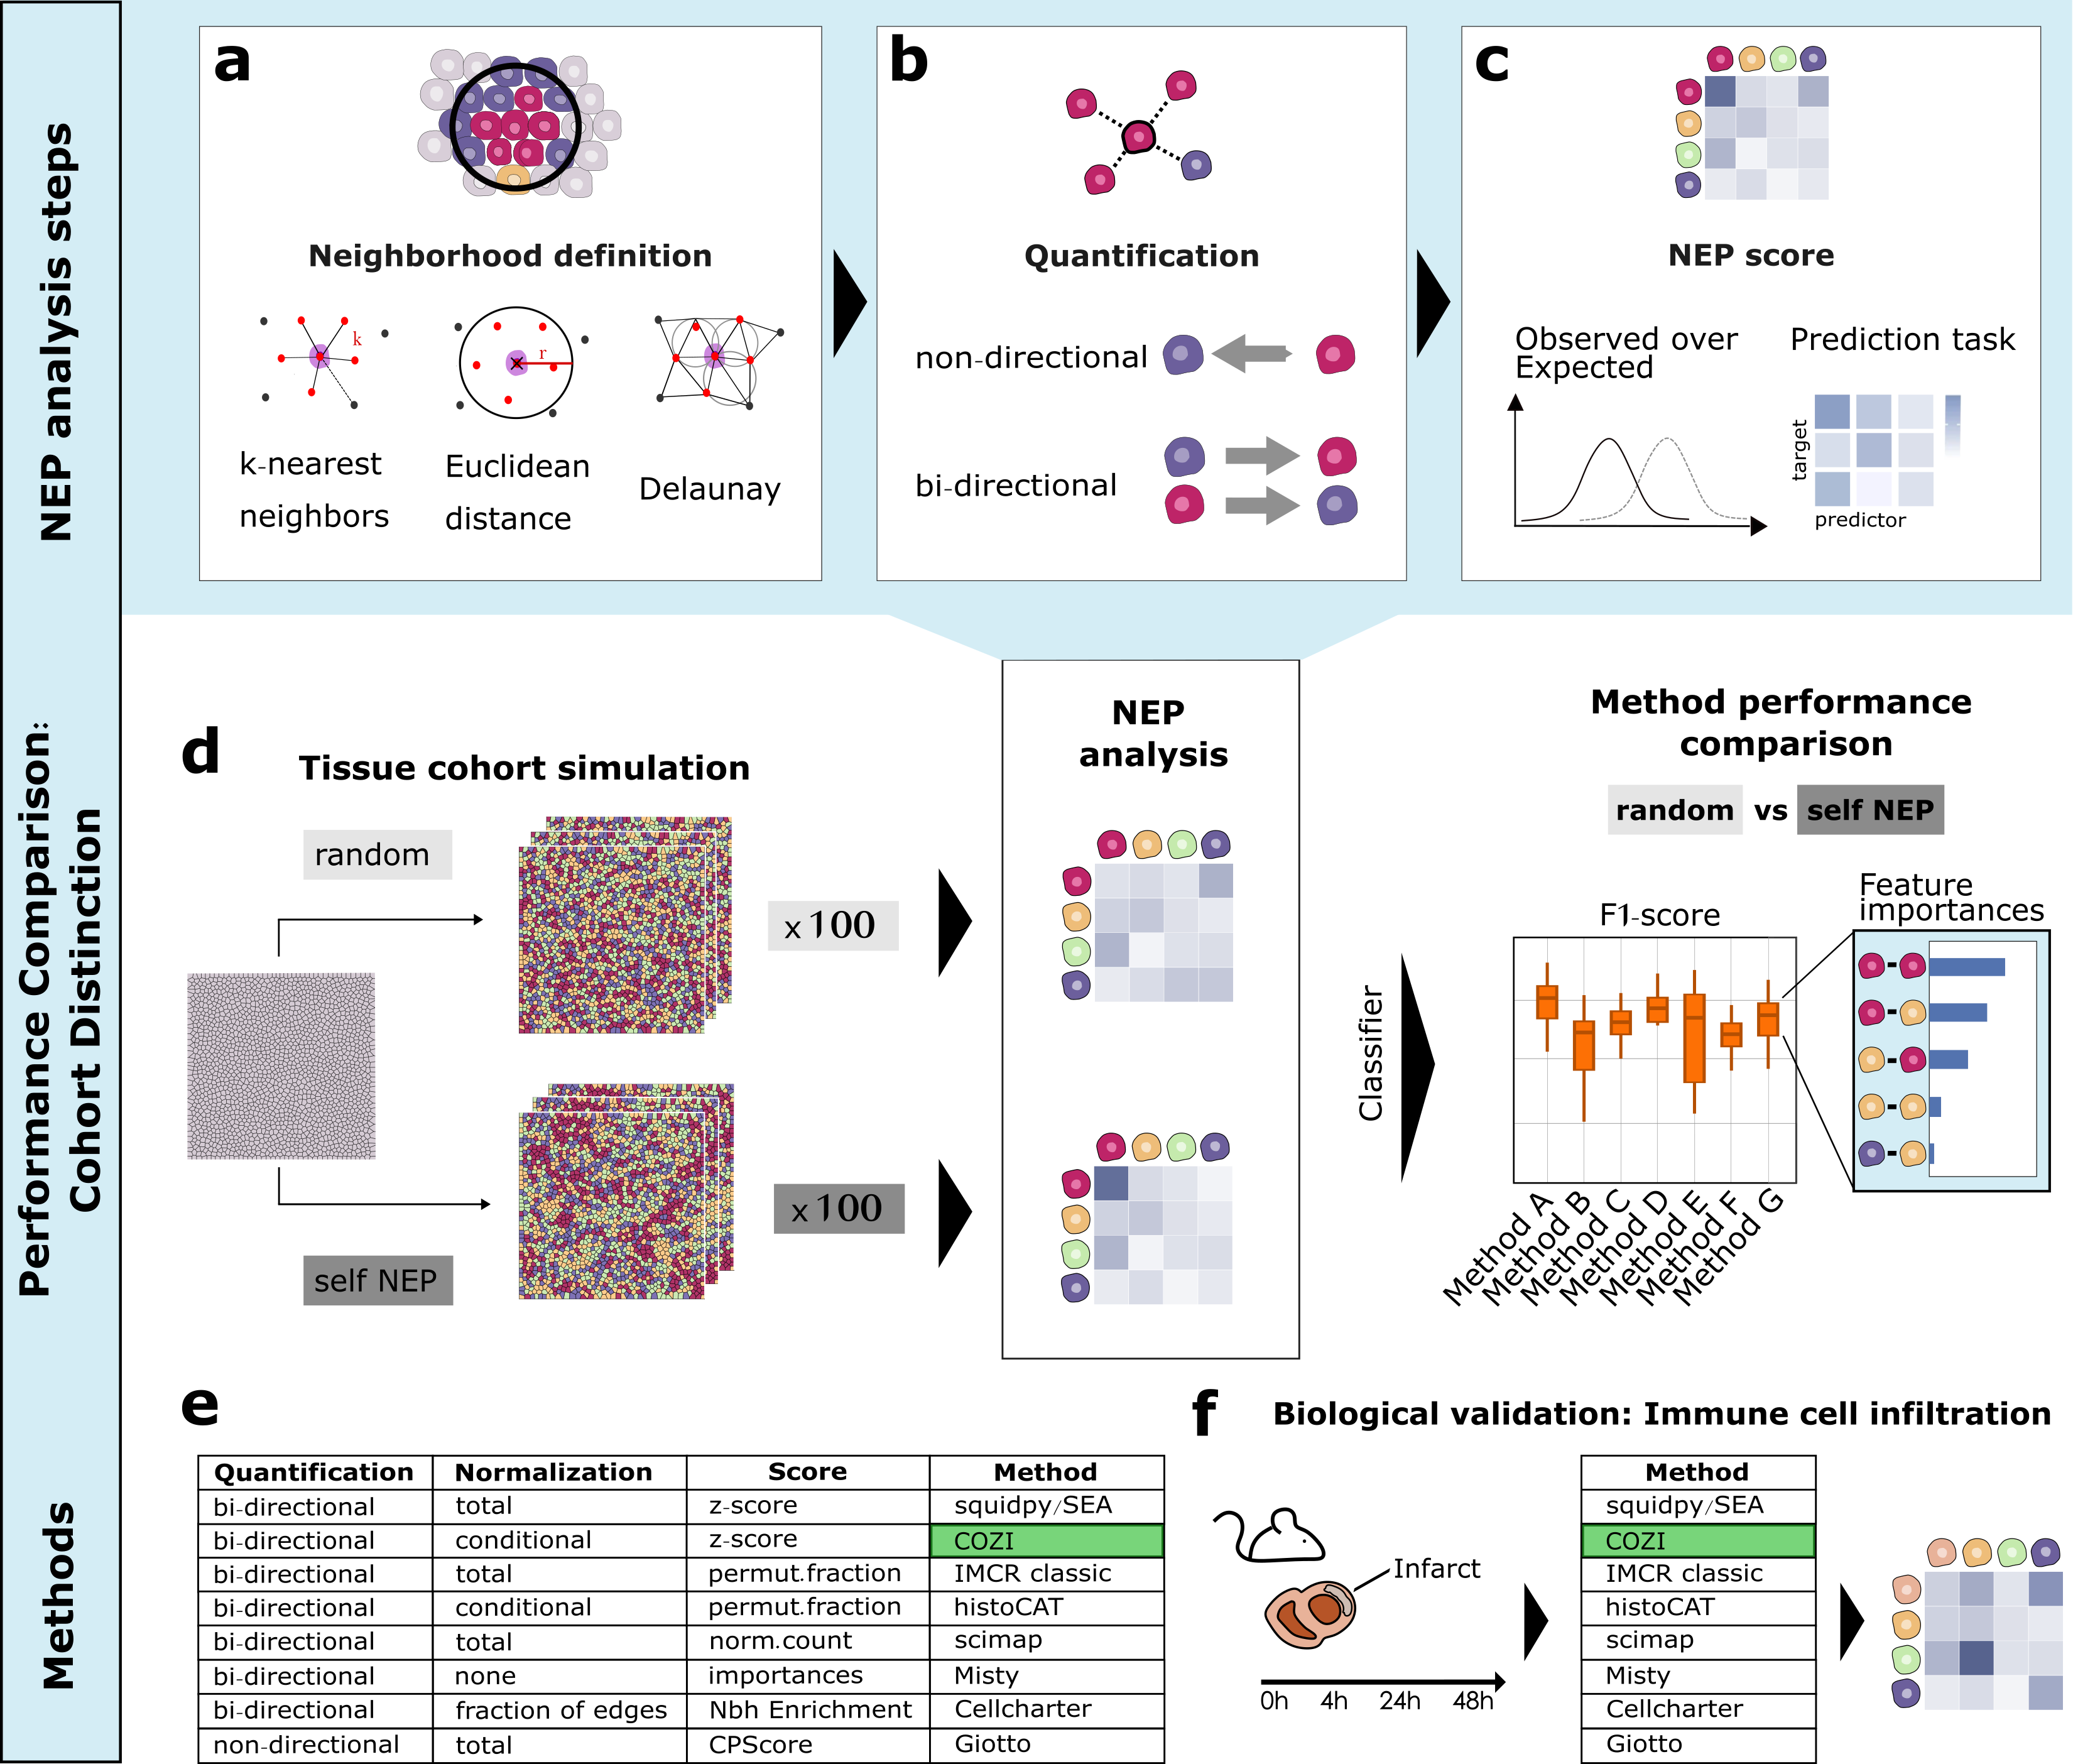 NEP analysis steps
a
Neighborhood definition
k
r
k-nearest
neighbors
Euclidean
distance
Delaunay
b
Quantification
non-directional
bi-directional
c
NEP score
Observed over
Expected
Prediction task
target
predictor
Performance Comparison:
Cohort Distinction
d
Tissue cohort simulation
random
x 100
self NEP
x 100
NEP
analysis
Classifier
Method performance
comparison
random vs self NEP
F1-score
Method A
Method B
Method C
Method D
Method E
Method F
Method G
Feature
importances
Methods
e
Quantification Normalization Score Method
bi-directional total z-score squidpy/SEA
bi-directional conditional z-score COZI
bi-directional total permut.fraction IMCR classic
bi-directional conditional permut.fraction histoCAT
bi-directional total norm.count scimap
bi-directional none importances Misty
bi-directional fraction of edges Nbh Enrichment Cellcharter
non-directional total CPScore Giotto
f
Biological validation: Immune cell infiltration
Infarct
0h 4h 24h 48h
Method
squidpy/SEA
COZI
IMCR classic
histoCAT
scimap
Misty
Cellcharter
Giotto